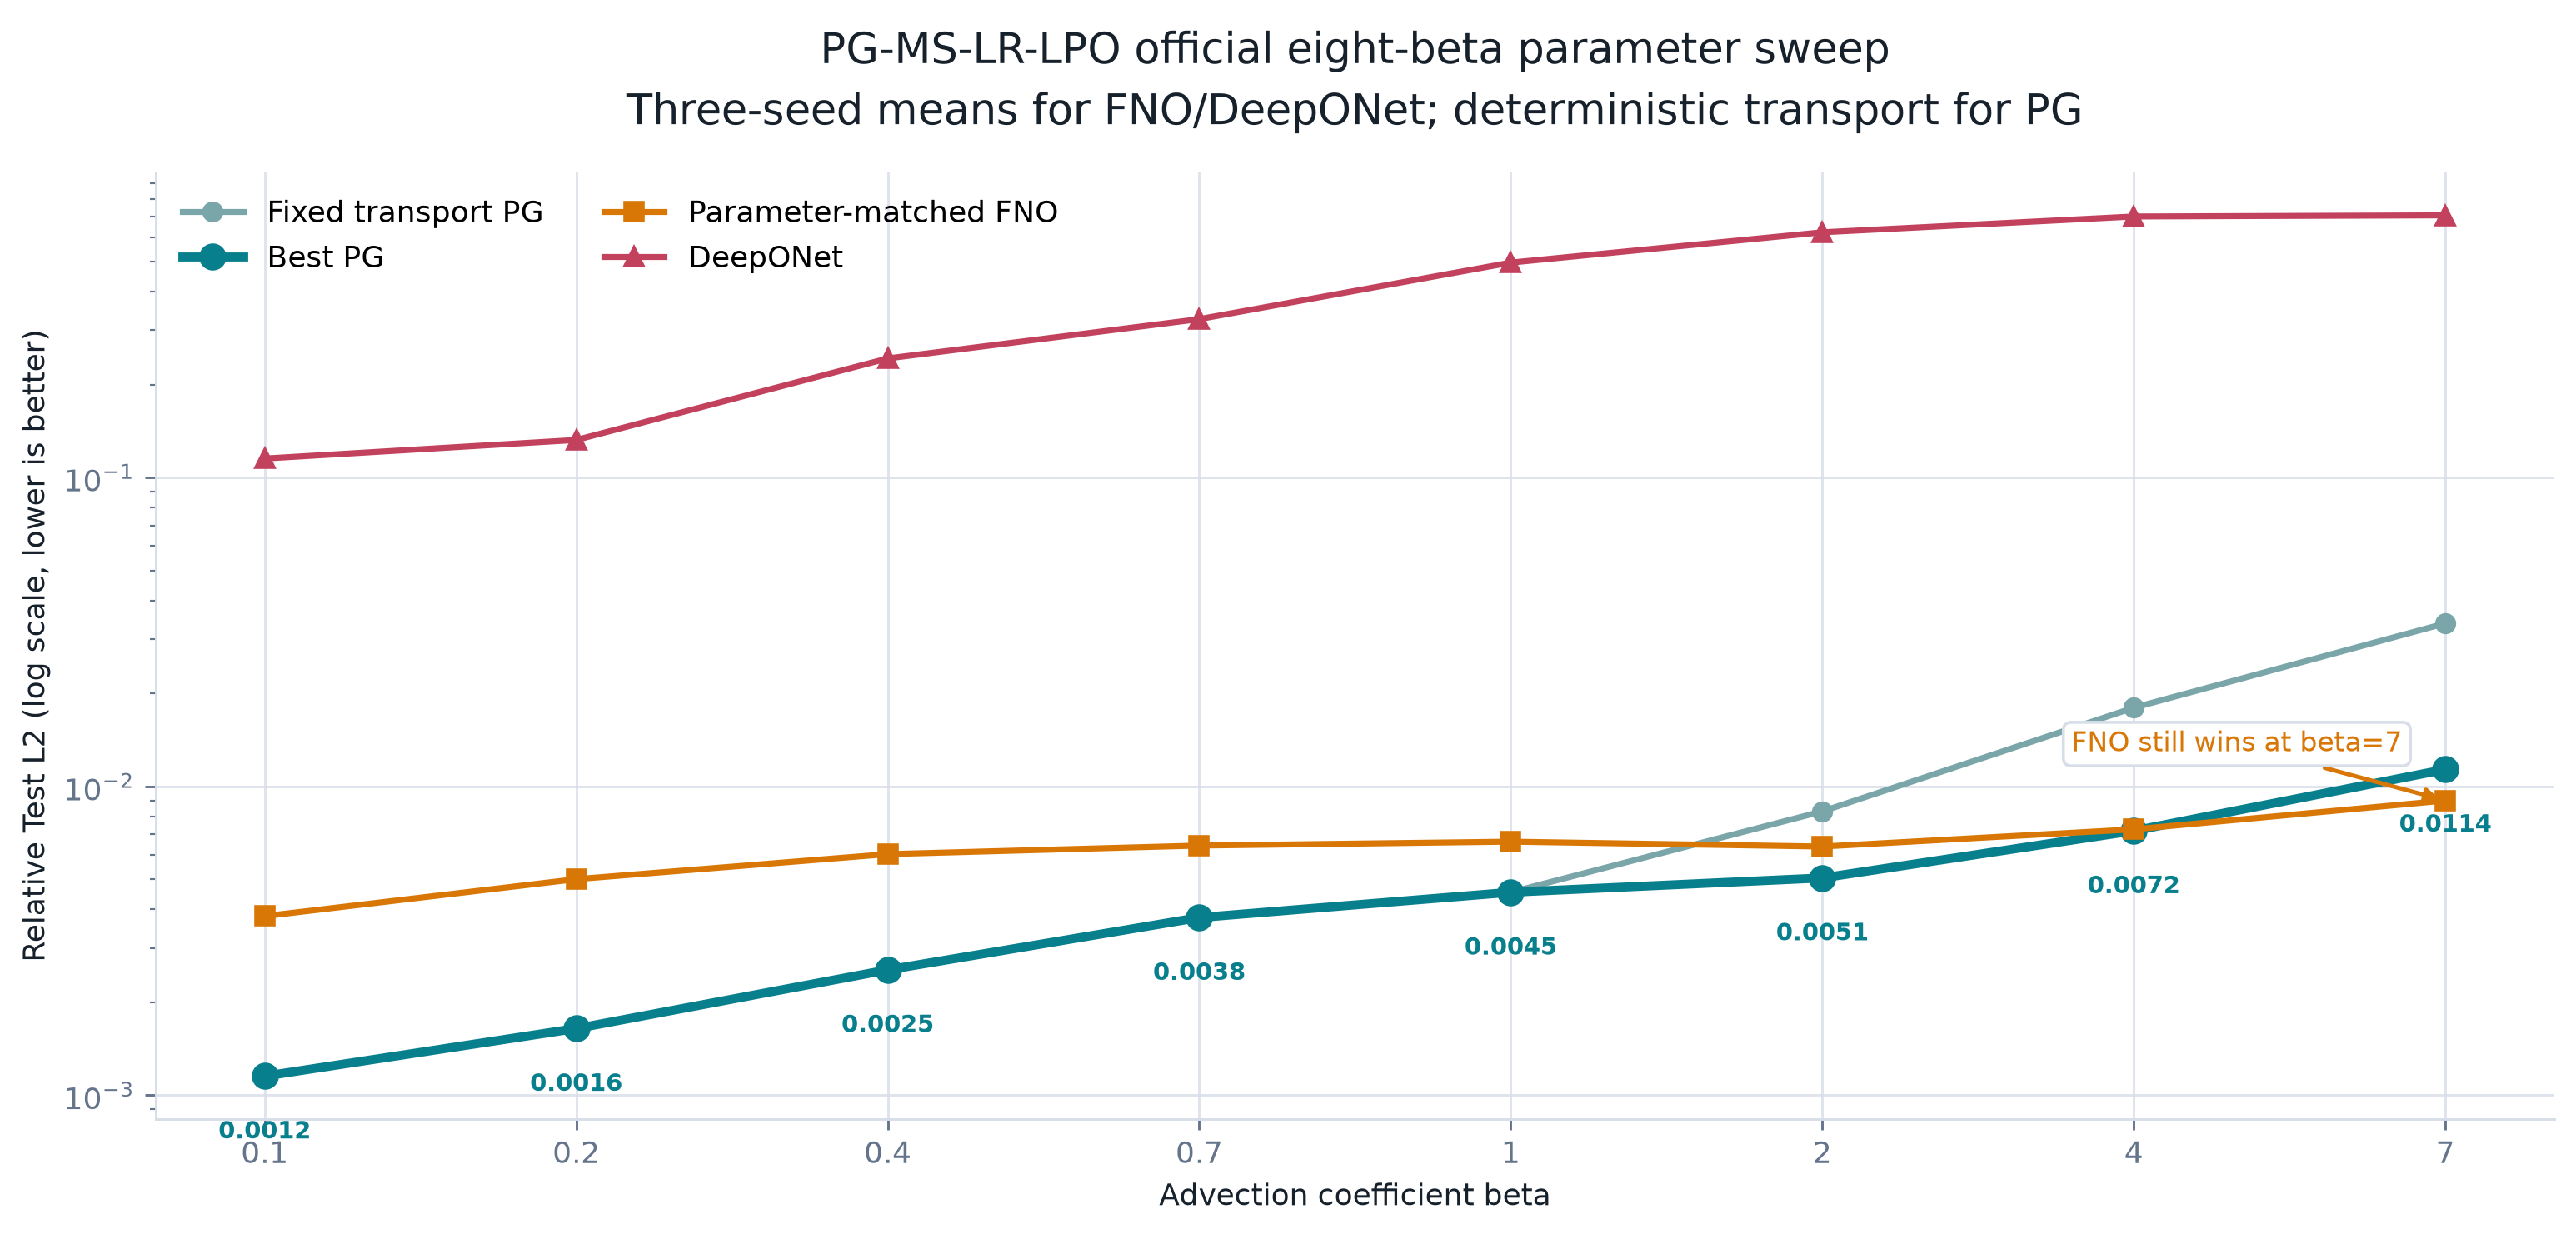 PG-MS-LR-LPO official eight-beta parameter sweep
Three-seed means for FNO/DeepONet; deterministic transport for PG
Fixed transport PG
Best PG
Parameter-matched FNO
DeepONet
Relative Test L2 (log scale, lower is better)
10⁻¹
10⁻²
10⁻³
FNO still wins at beta=7
0.0012
0.0016
0.0025
0.0038
0.0045
0.0051
0.0072
0.0114
0.1
0.2
0.4
0.7
1
2
4
7
Advection coefficient beta